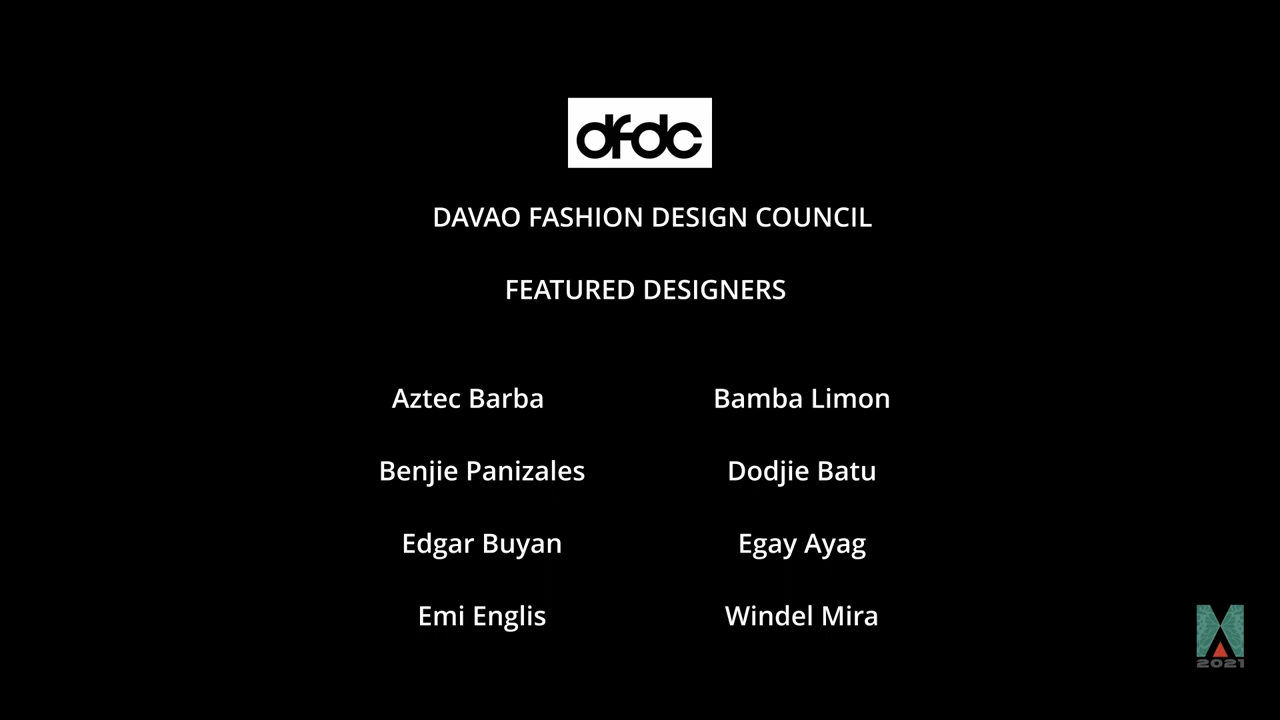 dfdc
DAVAO FASHION DESIGN COUNCIL
FEATURED DESIGNERS
Aztec Barba Bamba Limon
Benjie Panizales Dodjie Batu
Edgar Buyan Egay Ayag
Emi Englis Windel Mira
2021